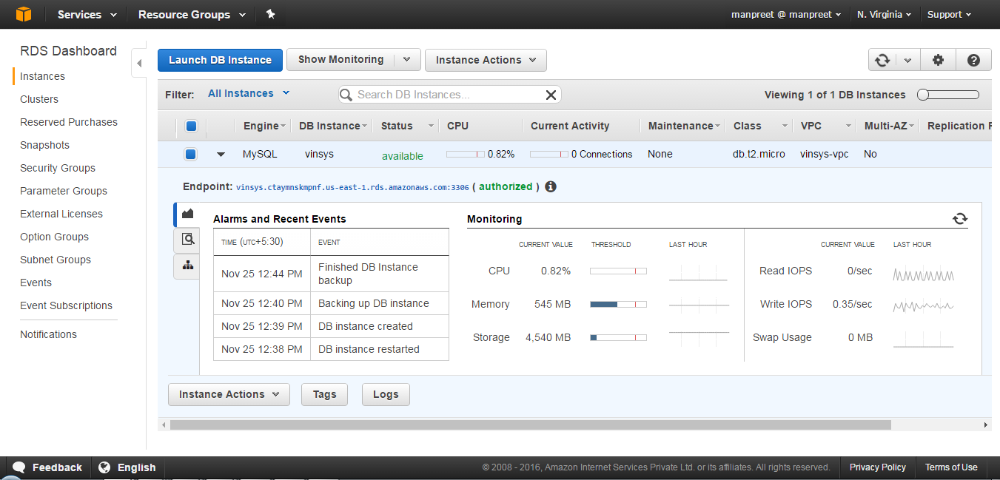 Services Resource Groups manpreet @ manpreet N. Virginia Support
RDS Dashboard
Instances
Clusters
Reserved Purchases
Snapshots
Security Groups
Parameter Groups
External Licenses
Option Groups
Subnet Groups
Events
Event Subscriptions
Notifications
Launch DB Instance Show Monitoring Instance Actions
Filter: All Instances Search DB Instances... Viewing 1 of 1 DB Instances
Engine DB Instance Status CPU Current Activity Maintenance Class VPC Multi-AZ Replication
MySQL vinsys available 0.82% 0 Connections None db.t2.micro vinsys-vpc No
Endpoint: vinsys.ctaymnskmpnf.us-east-1.rds.amazonaws.com:3306 ( authorized )
Alarms and Recent Events
TIME (UTC+5:30) EVENT
Nov 25 12:44 PM Finished DB Instance
backup
Nov 25 12:40 PM Backing up DB instance
Nov 25 12:39 PM DB instance created
Nov 25 12:38 PM DB instance restarted
Monitoring
CURRENT VALUE THRESHOLD LAST HOUR CURRENT VALUE LAST HOUR
CPU 0.82% Read IOPS 0/sec
Memory 545 MB Write IOPS 0.35/sec
Storage 4,540 MB Swap Usage 0 MB
Instance Actions Tags Logs
Feedback English © 2008 - 2016, Amazon Internet Services Private Ltd. or its affiliates. All rights reserved. Privacy Policy Terms of Use